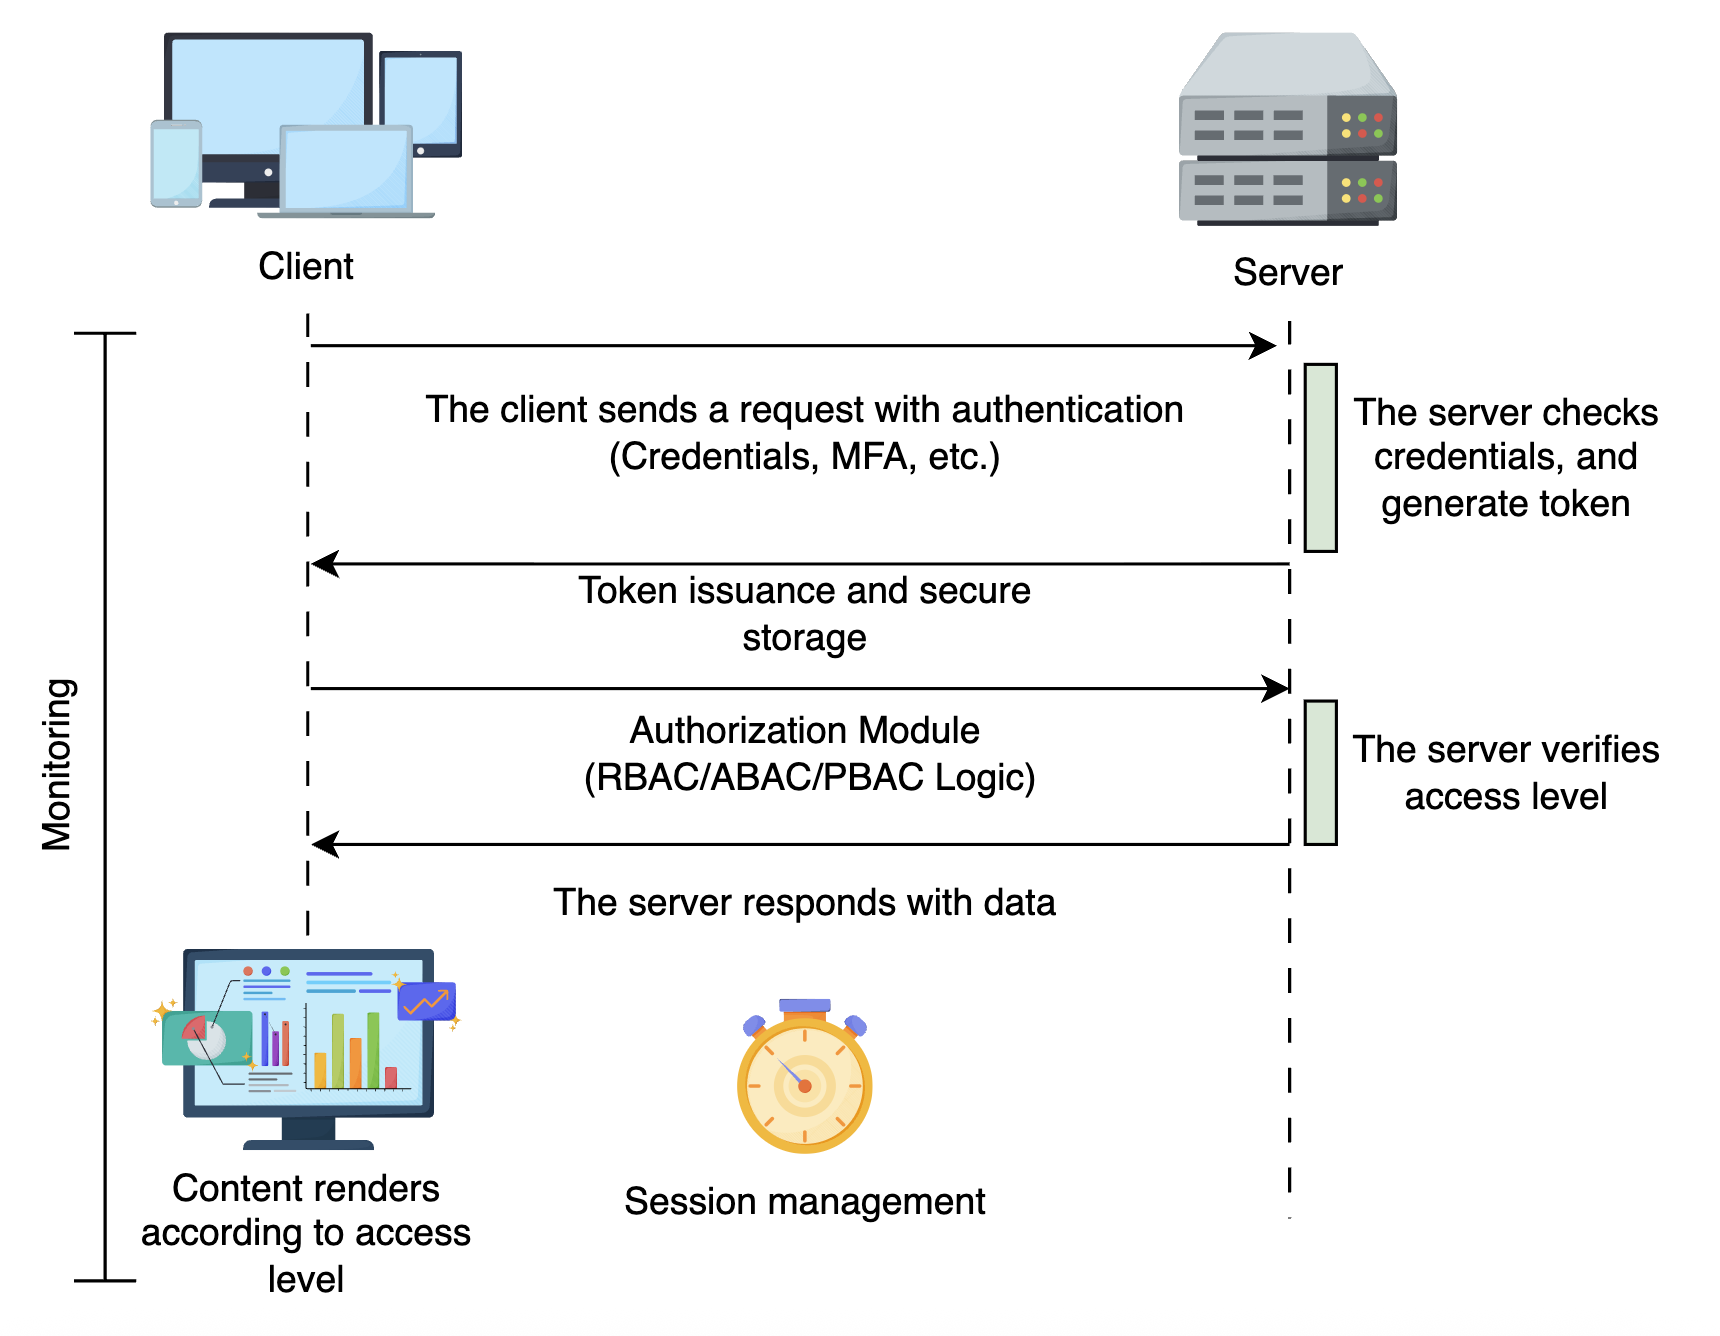 Client
Server
The client sends a request with authentication
(Credentials, MFA, etc.)
The server checks
credentials, and
generate token
Token issuance and secure
storage
Monitoring
Authorization Module
(RBAC/ABAC/PBAC Logic)
The server verifies
access level
The server responds with data
Content renders
according to access
level
Session management